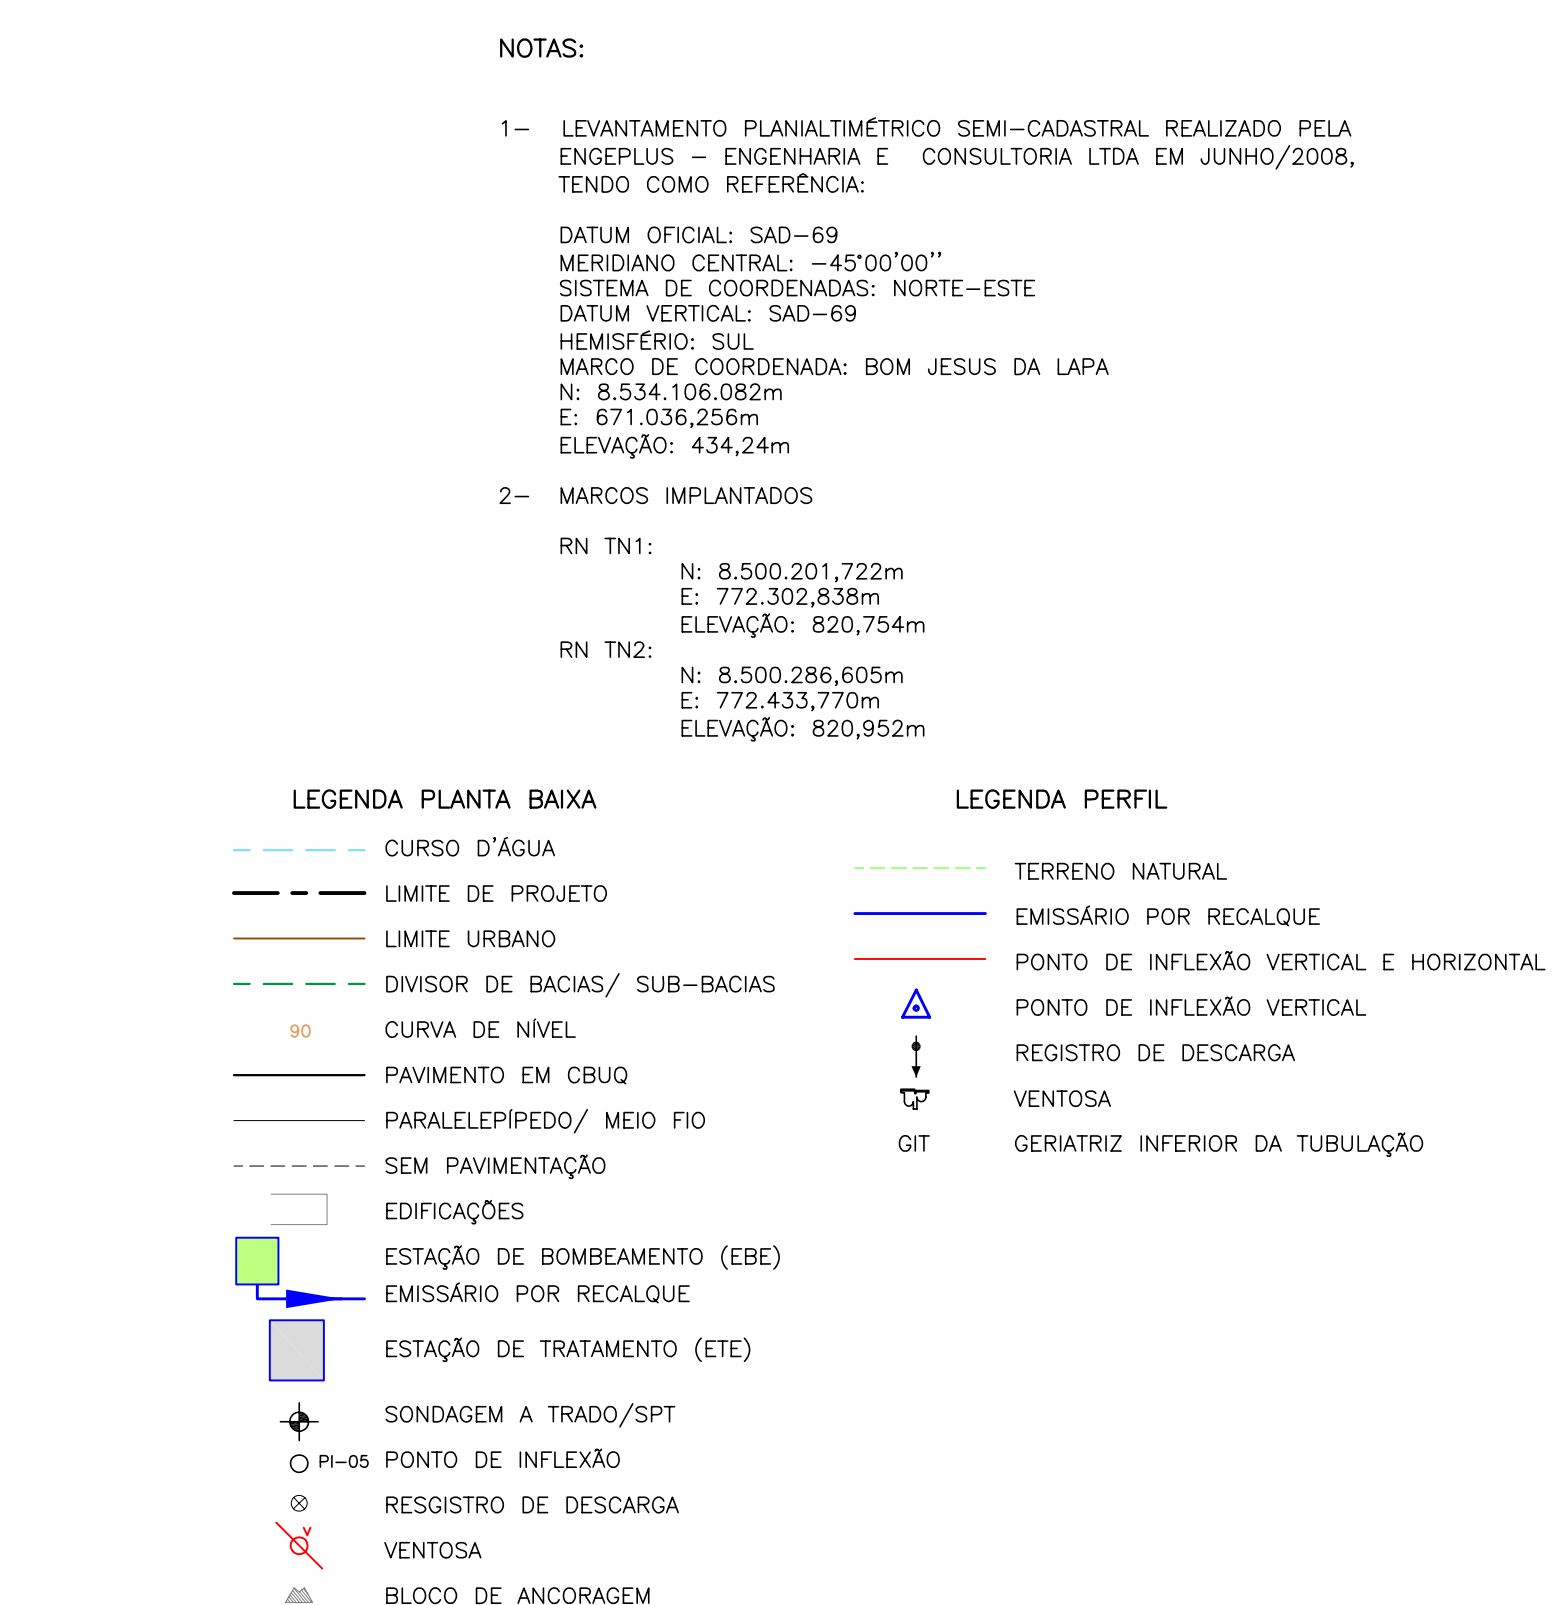 NOTAS:
1- LEVANTAMENTO PLANIALTIMÉTRICO SEMI-CADASTRAL REALIZADO PELA
ENGEPLUS - ENGENHARIA E CONSULTORIA LTDA EM JUNHO/2008,
TENDO COMO REFERÊNCIA:
DATUM OFICIAL: SAD-69
MERIDIANO CENTRAL: -45°00'00''
SISTEMA DE COORDENADAS: NORTE-ESTE
DATUM VERTICAL: SAD-69
HEMISFÉRIO: SUL
MARCO DE COORDENADA: BOM JESUS DA LAPA
N: 8.534.106.082m
E: 671.036,256m
ELEVAÇÃO: 434,24m
2- MARCOS IMPLANTADOS
RN TN1:
N: 8.500.201,722m
E: 772.302,838m
ELEVAÇÃO: 820,754m
RN TN2:
N: 8.500.286,605m
E: 772.433,770m
ELEVAÇÃO: 820,952m
LEGENDA PLANTA BAIXA
CURSO D'ÁGUA
LIMITE DE PROJETO
LIMITE URBANO
DIVISOR DE BACIAS/ SUB-BACIAS
90 CURVA DE NÍVEL
PAVIMENTO EM CBUQ
PARALELEPÍPEDO/ MEIO FIO
SEM PAVIMENTAÇÃO
EDIFICAÇÕES
ESTAÇÃO DE BOMBEAMENTO (EBE)
EMISSÁRIO POR RECALQUE
ESTAÇÃO DE TRATAMENTO (ETE)
SONDAGEM A TRADO/SPT
PI-05 PONTO DE INFLEXÃO
RESGISTRO DE DESCARGA
V VENTOSA
BLOCO DE ANCORAGEM
LEGENDA PERFIL
TERRENO NATURAL
EMISSÁRIO POR RECALQUE
PONTO DE INFLEXÃO VERTICAL E HORIZONTAL
PONTO DE INFLEXÃO VERTICAL
REGISTRO DE DESCARGA
VENTOSA
GIT GERIATRIZ INFERIOR DA TUBULAÇÃO